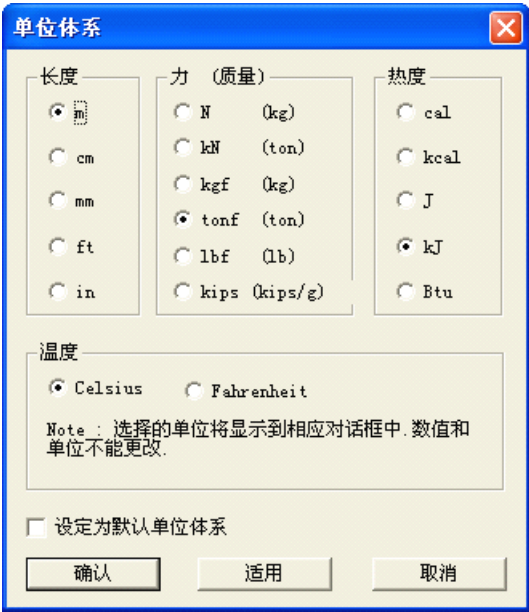 单位体系
长度
m
cm
mm
ft
in
力 (质量)
N (kg)
kN (ton)
kgf (kg)
tonf (ton)
lbf (lb)
kips (kips/g)
热度
cal
kcal
J
kJ
Btu
温度
Celsius Fahrenheit
Note : 选择的单位将显示到相应对话框中.数值和
单位不能更改.
设定为默认单位体系
确认 适用 取消